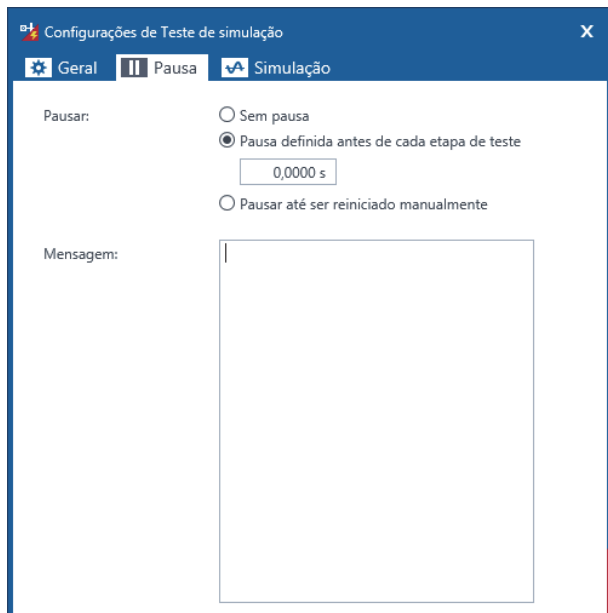 Configurações de Teste de simulação X
Geral Pausa Simulação
Pausar: Sem pausa
Pausa definida antes de cada etapa de teste
0,0000 s
Pausar até ser reiniciado manualmente
Mensagem: